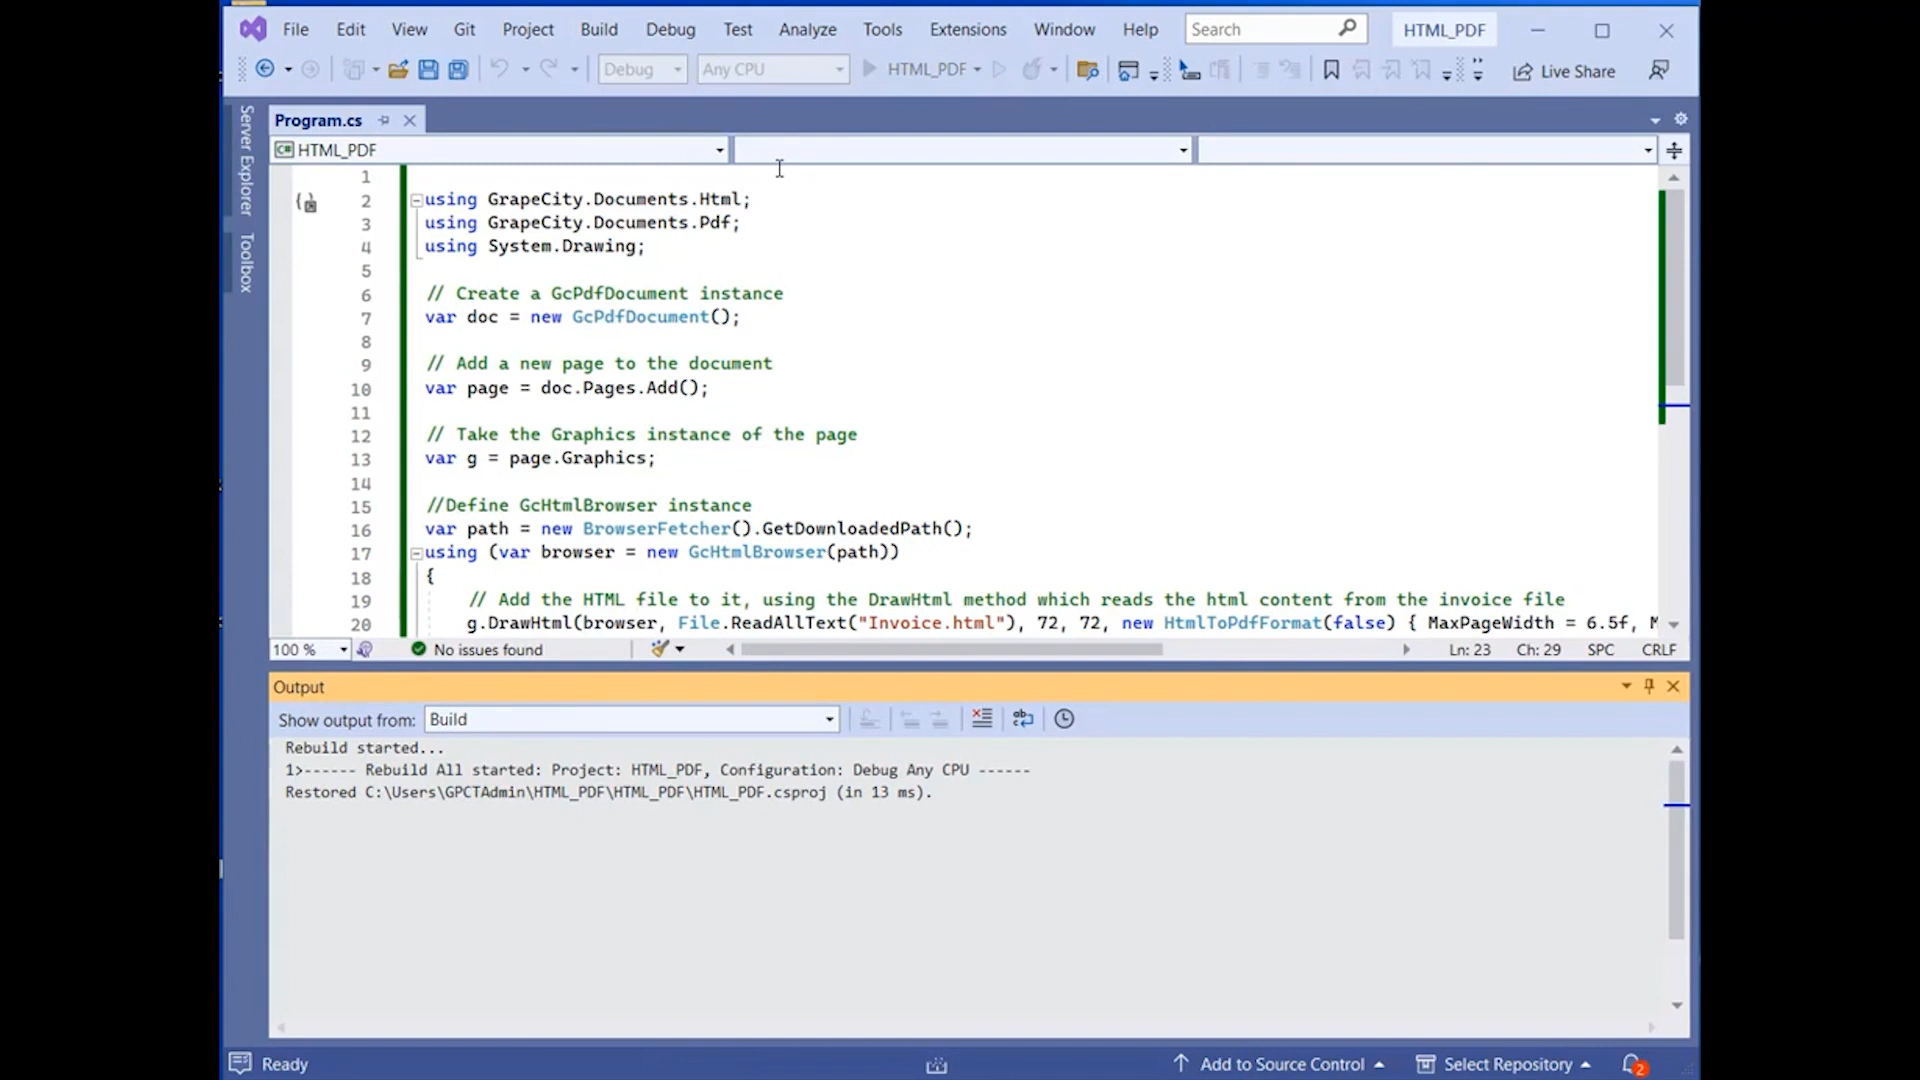 File Edit View Git Project Build Debug Test Analyze Tools Extensions Window Help Search HTML_PDF
Debug Any CPU HTML_PDF Live Share
Server Explorer
Toolbox
Program.cs
C# HTML_PDF
1
2 using GrapeCity.Documents.Html;
3 using GrapeCity.Documents.Pdf;
4 using System.Drawing;
5
6 // Create a GcPdfDocument instance
7 var doc = new GcPdfDocument();
8
9 // Add a new page to the document
10 var page = doc.Pages.Add();
11
12 // Take the Graphics instance of the page
13 var g = page.Graphics;
14
15 //Define GcHtmlBrowser instance
16 var path = new BrowserFetcher().GetDownloadedPath();
17 using (var browser = new GcHtmlBrowser(path))
18 {
19 // Add the HTML file to it, using the DrawHtml method which reads the html content from the invoice file
20 g.DrawHtml(browser, File.ReadAllText("Invoice.html"), 72, 72, new HtmlToPdfFormat(false) { MaxPageWidth = 6.5f, M
100 % No issues found Ln: 23 Ch: 29 SPC CRLF
Output
Show output from: Build
Rebuild started...
1>------ Rebuild All started: Project: HTML_PDF, Configuration: Debug Any CPU ------
Restored C:\Users\GPCTAdmin\HTML_PDF\HTML_PDF\HTML_PDF.csproj (in 13 ms).
Ready Add to Source Control Select Repository 2